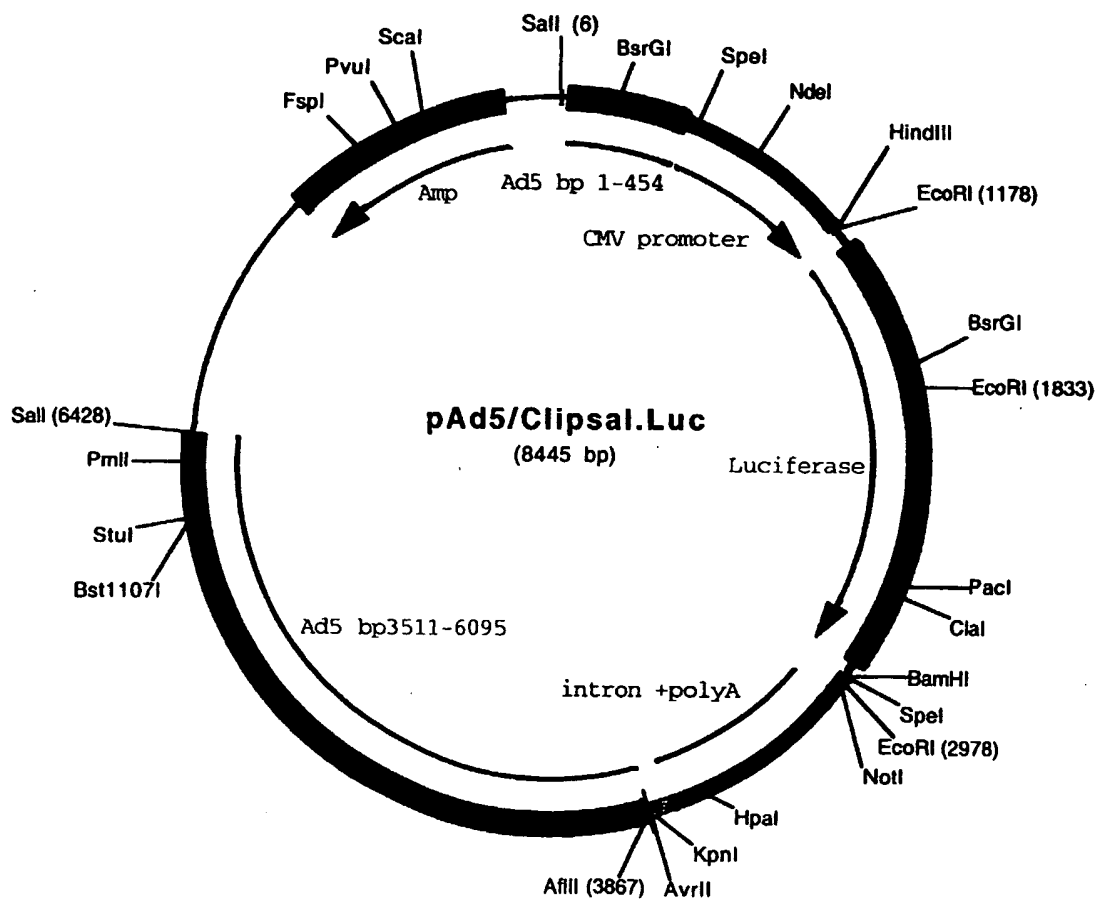 SalI (6)
BsrGI
SpeI
NdeI
HindIII
EcoRI (1178)
BsrGI
EcoRI (1833)
PacI
ClaI
BamHI
SpeI
EcoRI (2978)
NotI
HpaI
KpnI
AvrII
AflII (3867)
Bst1107I
StuI
PmlI
SalI (6428)
FspI
PvuI
ScaI
Amp
Ad5 bp 1-454
CMV promoter
Luciferase
intron +polyA
Ad5 bp3511-6095
pAd5/Clipsal.Luc
(8445 bp)